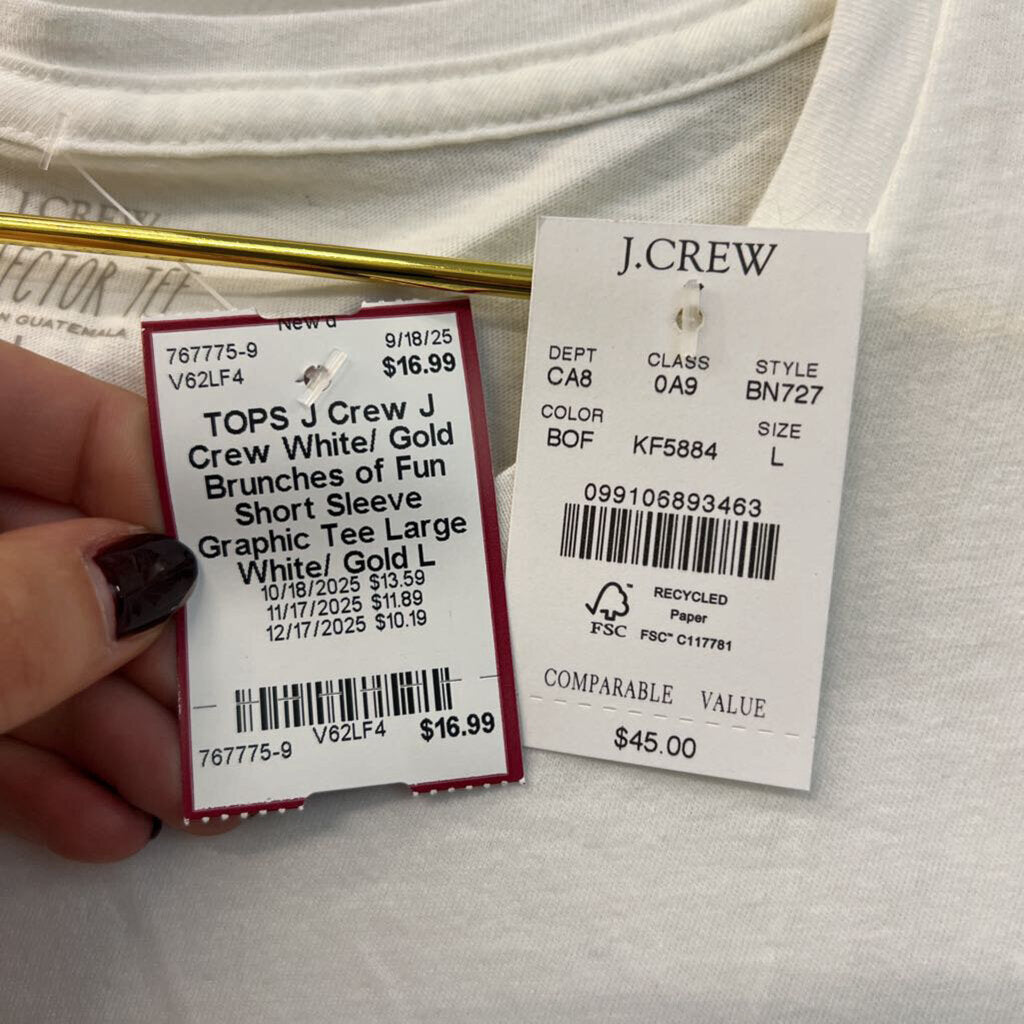 J.CREW
ECTOR TEE
GUATEMALA
New
767775-9
9/18/25
V62LF4
$16.99
TOPS J Crew J
Crew White/ Gold
Brunches of Fun
Short Sleeve
Graphic Tee Large
White/ Gold L
10/18/2025 $13.59
11/17/2025 $11.89
12/17/2025 $10.19
V62LF4
$16.99
767775-9
J.CREW
DEPT
CLASS
STYLE
CA8
0A9
BN727
COLOR
SIZE
BOF
KF5884
L
099106893463
FSC
RECYCLED
Paper
FSC™ C117781
COMPARABLE VALUE
$45.00